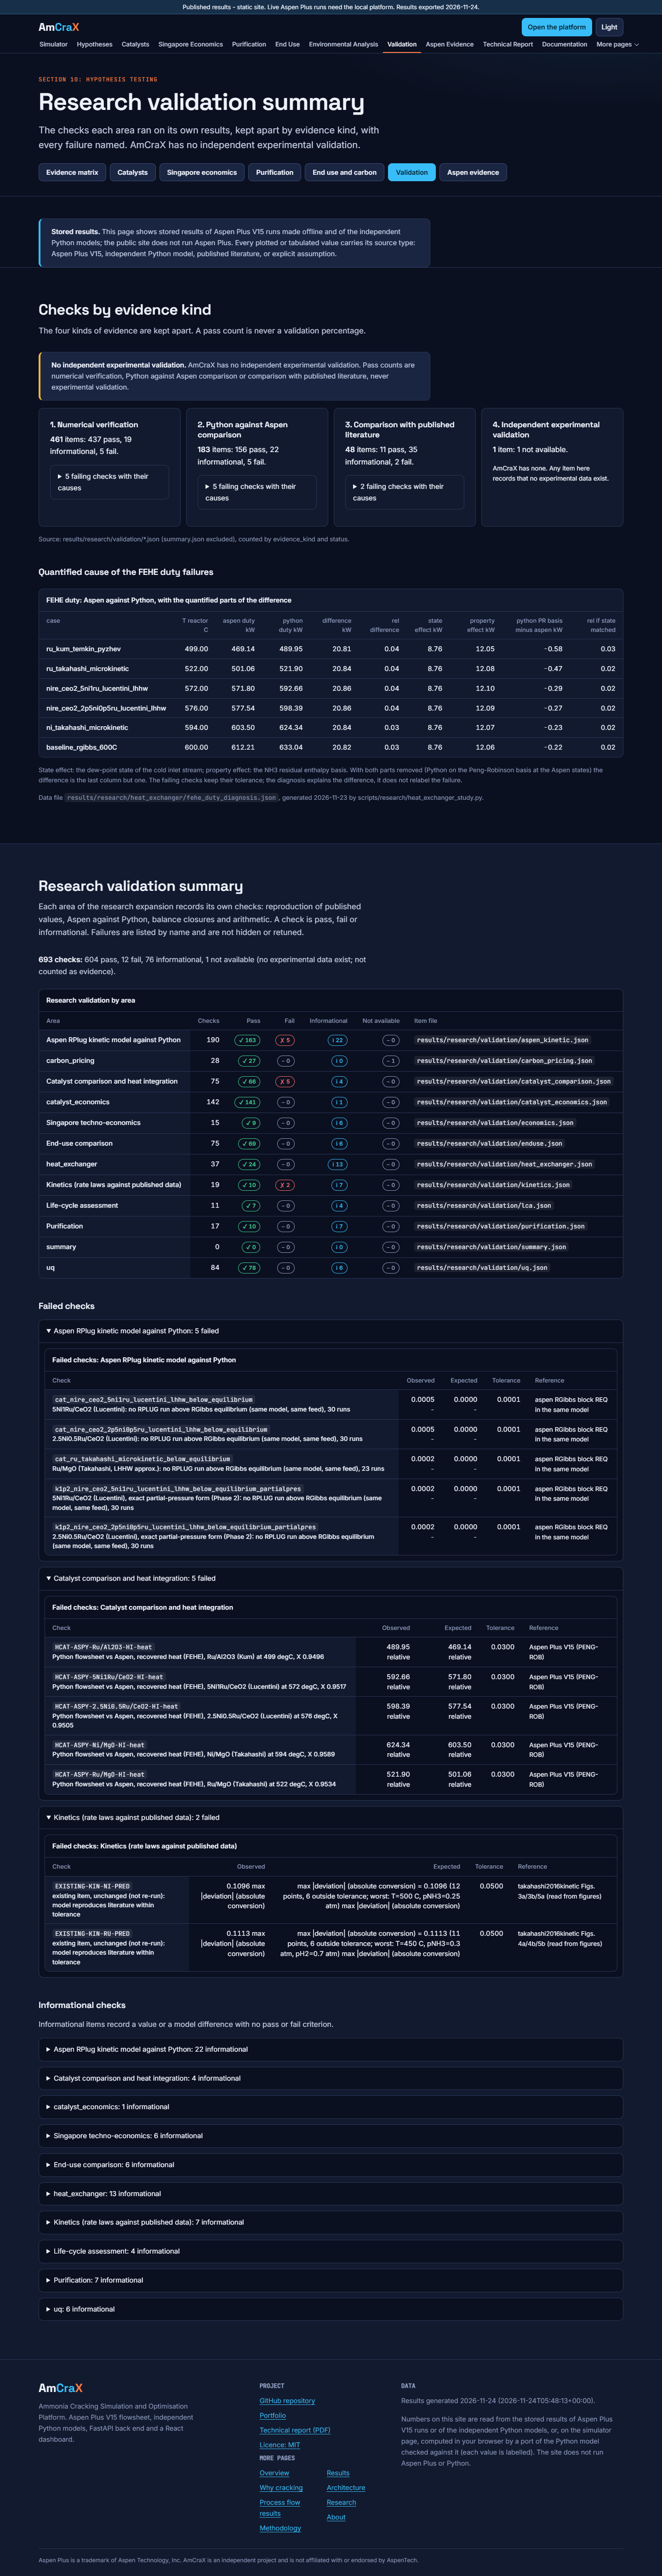 Published results - static site. Live Aspen Plus runs need the local platform. Results exported 2026-11-24.
AmCraX
Open the platform
Light
Simulator Hypotheses Catalysts Singapore Economics Purification End Use Environmental Analysis Validation Aspen Evidence Technical Report Documentation More pages
SECTION 10: HYPOTHESIS TESTING
Research validation summary
The checks each area ran on its own results, kept apart by evidence kind, with
every failure named. AmCraX has no independent experimental validation.
Evidence matrix Catalysts Singapore economics Purification End use and carbon Validation Aspen evidence
Stored results. This page shows stored results of Aspen Plus V15 runs made offline and of the independent
Python models; the public site does not run Aspen Plus. Every plotted or tabulated value carries its source type:
Aspen Plus V15, independent Python model, published literature, or explicit assumption.
Checks by evidence kind
The four kinds of evidence are kept apart. A pass count is never a validation percentage.
No independent experimental validation. AmCraX has no independent experimental validation. Pass counts are
numerical verification, Python against Aspen comparison or comparison with published literature, never
experimental validation.
1. Numerical verification
461 items: 437 pass, 19
informational, 5 fail.
▶ 5 failing checks with their
causes
2. Python against Aspen
comparison
183 items: 156 pass, 22
informational, 5 fail.
▶ 5 failing checks with their
causes
3. Comparison with published
literature
48 items: 11 pass, 35
informational, 2 fail.
▶ 2 failing checks with their
causes
4. Independent experimental
validation
1 item: 1 not available.
AmCraX has none. Any item here
records that no experimental data exist.
Source: results/research/validation/*.json (summary.json excluded), counted by evidence_kind and status.
Quantified cause of the FEHE duty failures
FEHE duty: Aspen against Python, with the quantified parts of the difference
case T reactor C aspen duty kW python duty kW difference kW rel difference state effect kW property effect kW python PR basis minus aspen kW rel if state matched
ru_kum_temkin_pyzhev 499.00 469.14 489.95 20.81 0.04 8.76 12.05 -0.58 0.03
ru_takahashi_microkinetic 522.00 501.06 521.90 20.84 0.04 8.76 12.08 -0.47 0.02
nire_ceo2_5ni1ru_lucentini_lhhw 572.00 571.80 592.66 20.86 0.04 8.76 12.10 -0.29 0.02
nire_ceo2_2p5ni0p5ru_lucentini_lhhw 576.00 577.54 598.39 20.86 0.04 8.76 12.09 -0.27 0.02
ni_takahashi_microkinetic 594.00 603.50 624.34 20.84 0.03 8.76 12.07 -0.23 0.02
baseline_rgibbs_600C 600.00 612.21 633.04 20.82 0.03 8.76 12.06 -0.22 0.02
State effect: the dew-point state of the cold inlet stream; property effect: the NH3 residual enthalpy basis. With both parts removed (Python on the Peng-Robinson basis at the Aspen states) the
difference is the last column but one. The failing checks keep their tolerance; the diagnosis explains the difference, it does not relabel the failure.
Data file results/research/heat_exchanger/fehe_duty_diagnosis.json, generated 2026-11-23 by scripts/research/heat_exchanger_study.py.
Research validation summary
Each area of the research expansion records its own checks: reproduction of published
values, Aspen against Python, balance closures and arithmetic. A check is pass, fail or
informational. Failures are listed by name and are not hidden or retuned.
693 checks: 604 pass, 12 fail, 76 informational, 1 not available (no experimental data exist; not
counted as evidence).
Research validation by area
Area Checks Pass Fail Informational Not available Item file
Aspen RPlug kinetic model against Python 190 ✓ 163 ✗ 5 i 22 – 0 results/research/validation/aspen_kinetic.json
carbon_pricing 28 ✓ 27 – 0 i 0 – 1 results/research/validation/carbon_pricing.json
Catalyst comparison and heat integration 75 ✓ 66 ✗ 5 i 4 – 0 results/research/validation/catalyst_comparison.json
catalyst_economics 142 ✓ 141 – 0 i 1 – 0 results/research/validation/catalyst_economics.json
Singapore techno-economics 15 ✓ 9 – 0 i 6 – 0 results/research/validation/economics.json
End-use comparison 75 ✓ 69 – 0 i 6 – 0 results/research/validation/enduse.json
heat_exchanger 37 ✓ 24 – 0 i 13 – 0 results/research/validation/heat_exchanger.json
Kinetics (rate laws against published data) 19 ✓ 10 ✗ 2 i 7 – 0 results/research/validation/kinetics.json
Life-cycle assessment 11 ✓ 7 – 0 i 4 – 0 results/research/validation/lca.json
Purification 17 ✓ 10 – 0 i 7 – 0 results/research/validation/purification.json
summary 0 ✓ 0 – 0 i 0 – 0 results/research/validation/summary.json
uq 84 ✓ 78 – 0 i 6 – 0 results/research/validation/uq.json
Failed checks
▼ Aspen RPlug kinetic model against Python: 5 failed
Failed checks: Aspen RPlug kinetic model against Python
Check Observed Expected Tolerance Reference
cat_nire_ceo2_5ni1ru_lucentini_lhhw_below_equilibrium 0.0005 0.0000 0.0001 aspen RGibbs block REQ
5Ni1Ru/CeO2 (Lucentini): no RPLUG run above RGibbs equilibrium (same model, same feed), 30 runs - - in the same model
cat_nire_ceo2_2p5ni0p5ru_lucentini_lhhw_below_equilibrium 0.0005 0.0000 0.0001 aspen RGibbs block REQ
2.5Ni0.5Ru/CeO2 (Lucentini): no RPLUG run above RGibbs equilibrium (same model, same feed), 30 runs - - in the same model
cat_ru_takahashi_microkinetic_below_equilibrium 0.0002 0.0000 0.0001 aspen RGibbs block REQ
Ru/MgO (Takahashi, LHHW approx.): no RPLUG run above RGibbs equilibrium (same model, same feed), 23 runs - - in the same model
k1p2_nire_ceo2_5ni1ru_lucentini_lhhw_below_equilibrium_partialpres 0.0002 0.0000 0.0001 aspen RGibbs block REQ
5Ni1Ru/CeO2 (Lucentini), exact partial-pressure form (Phase 2): no RPLUG run above RGibbs equilibrium (same - - in the same model
model, same feed), 30 runs
k1p2_nire_ceo2_2p5ni0p5ru_lucentini_lhhw_below_equilibrium_partialpres 0.0002 0.0000 0.0001 aspen RGibbs block REQ
2.5Ni0.5Ru/CeO2 (Lucentini), exact partial-pressure form (Phase 2): no RPLUG run above RGibbs equilibrium - - in the same model
(same model, same feed), 30 runs
▼ Catalyst comparison and heat integration: 5 failed
Failed checks: Catalyst comparison and heat integration
Check Observed Expected Tolerance Reference
HCAT-ASPY-Ru/Al2O3-HI-heat 489.95 469.14 0.0300 Aspen Plus V15 (PENG-
Python flowsheet vs Aspen, recovered heat (FEHE), Ru/Al2O3 (Kum) at 499 degC, X 0.9496 relative relative ROB)
HCAT-ASPY-5Ni1Ru/CeO2-HI-heat 592.66 571.80 0.0300 Aspen Plus V15 (PENG-
Python flowsheet vs Aspen, recovered heat (FEHE), 5Ni1Ru/CeO2 (Lucentini) at 572 degC, X 0.9517 relative relative ROB)
HCAT-ASPY-2.5Ni0.5Ru/CeO2-HI-heat 598.39 577.54 0.0300 Aspen Plus V15 (PENG-
Python flowsheet vs Aspen, recovered heat (FEHE), 2.5Ni0.5Ru/CeO2 (Lucentini) at 576 degC, X relative relative ROB)
0.9505
HCAT-ASPY-Ni/MgO-HI-heat 624.34 603.50 0.0300 Aspen Plus V15 (PENG-
Python flowsheet vs Aspen, recovered heat (FEHE), Ni/MgO (Takahashi) at 594 degC, X 0.9589 relative relative ROB)
HCAT-ASPY-Ru/MgO-HI-heat 521.90 501.06 0.0300 Aspen Plus V15 (PENG-
Python flowsheet vs Aspen, recovered heat (FEHE), Ru/MgO (Takahashi) at 522 degC, X 0.9534 relative relative ROB)
▼ Kinetics (rate laws against published data): 2 failed
Failed checks: Kinetics (rate laws against published data)
Check Observed Expected Tolerance Reference
EXISTING-KIN-NI-PRED 0.1096 max max |deviation| (absolute conversion) = 0.1096 (12 0.0500 takahashi2016kinetic Figs.
existing item, unchanged (not re-run): |deviation| (absolute points, 6 outside tolerance; worst: T=500 C, pNH3=0.25 3a/3b/5a (read from figures)
model reproduces literature within conversion) atm) max |deviation| (absolute conversion)
tolerance
EXISTING-KIN-RU-PRED 0.1113 max max |deviation| (absolute conversion) = 0.1113 (11 0.0500 takahashi2016kinetic Figs.
existing item, unchanged (not re-run): |deviation| (absolute points, 6 outside tolerance; worst: T=450 C, pNH3=0.3 4a/4b/5b (read from figures)
model reproduces literature within conversion) atm, pH2=0.7 atm) max |deviation| (absolute conversion)
tolerance
Informational checks
Informational items record a value or a model difference with no pass or fail criterion.
▶ Aspen RPlug kinetic model against Python: 22 informational
▶ Catalyst comparison and heat integration: 4 informational
▶ catalyst_economics: 1 informational
▶ Singapore techno-economics: 6 informational
▶ End-use comparison: 6 informational
▶ heat_exchanger: 13 informational
▶ Kinetics (rate laws against published data): 7 informational
▶ Life-cycle assessment: 4 informational
▶ Purification: 7 informational
▶ uq: 6 informational
AmCraX
Ammonia Cracking Simulation and Optimisation
Platform. Aspen Plus V15 flowsheet, independent
Python models, FastAPI back end and a React
dashboard.
PROJECT
GitHub repository
Portfolio
Technical report (PDF)
Licence: MIT
MORE PAGES
Overview
Why cracking
Process flow
results
Methodology
Results
Architecture
Research
About
DATA
Results generated 2026-11-24 (2026-11-24T05:48:13+00:00).
Numbers on this site are read from the stored results of Aspen Plus
V15 runs or of the independent Python models, or, on the simulator
page, computed in your browser by a port of the Python model
checked against it (each value is labelled). The site does not run
Aspen Plus or Python.
Aspen Plus is a trademark of Aspen Technology, Inc. AmCraX is an independent project and is not affiliated with or endorsed by AspenTech.